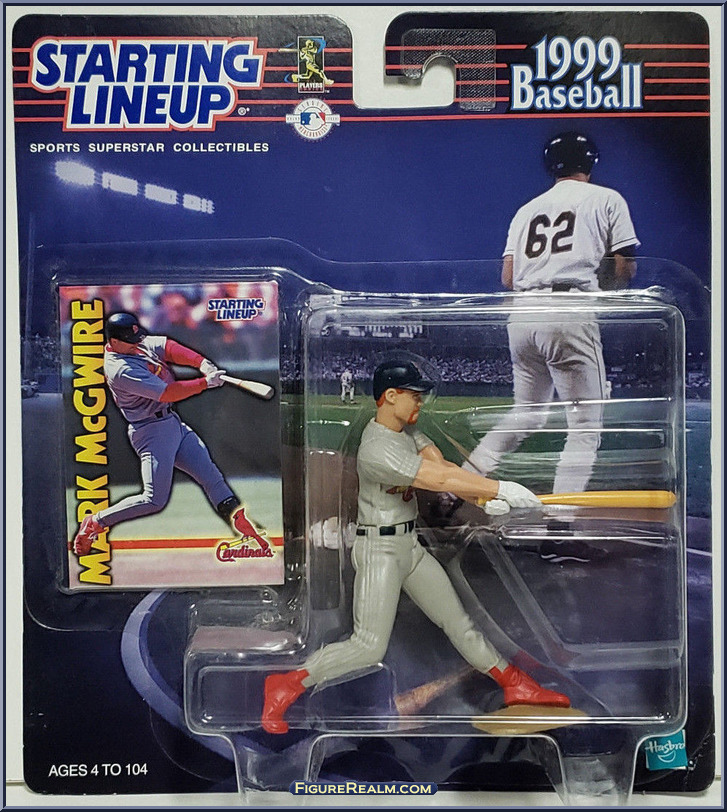 STARTING
LINEUP
®
PLAYERS
1999
Baseball
SPORTS SUPERSTAR COLLECTIBLES
62
STARTING
LINEUP
MARK McGWIRE
Cardinals
AGES 4 TO 104
Hasbro
FIGUREREALM.COM